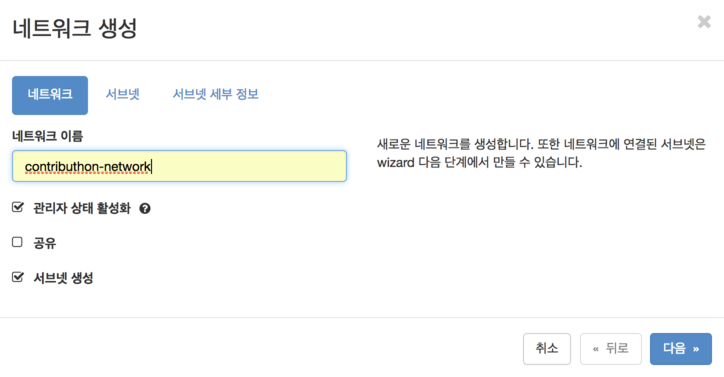 네트워크 생성
네트워크
서브넷
서브넷 세부 정보
네트워크 이름
contributhon-network
관리자 상태 활성화
공유
서브넷 생성
새로운 네트워크를 생성합니다. 또한 네트워크에 연결된 서브넷은
wizard 다음 단계에서 만들 수 있습니다.
취소
« 뒤로
다음 »